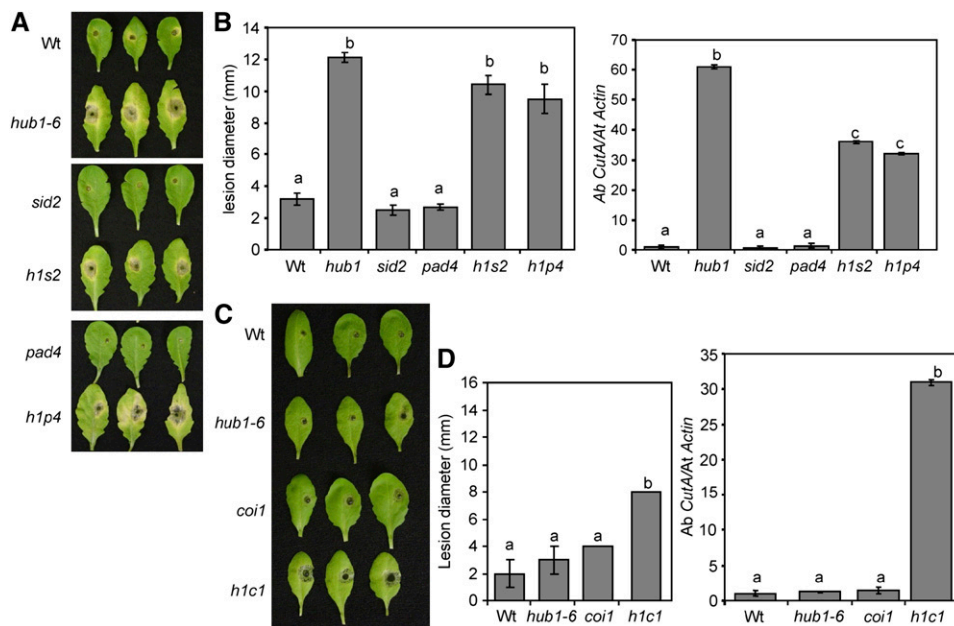 A
Wt
hub1-6
sid2
h1s2
pad4
h1p4
B
lesion diameter (mm)
14
12
10
8
6
4
2
0
a
b
a
a
b
b
Wt hub1 sid2 pad4 h1s2 h1p4
Ab CutA/At Actin
70
60
50
40
30
20
10
0
a
b
a
a
c
c
Wt hub1 sid2 pad4 h1s2 h1p4
C
Wt
hub1-6
coi1
h1c1
D
Lesion diameter (mm)
16
14
12
10
8
6
4
2
0
a
a
a
b
Wt hub1-6 coi1 h1c1
Ab CutA/At Actin
35
30
25
20
15
10
5
0
a
a
a
b
Wt hub1-6 coi1 h1c1